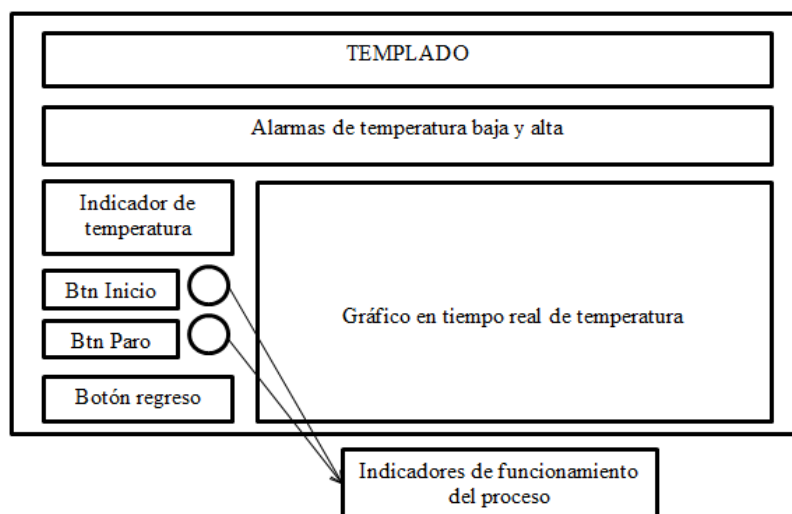 TEMPLADO
Alarmas de temperatura baja y alta
Indicador de
temperatura
Btn Inicio
Btn Paro
Botón regreso
Gráfico en tiempo real de temperatura
Indicadores de funcionamiento
del proceso